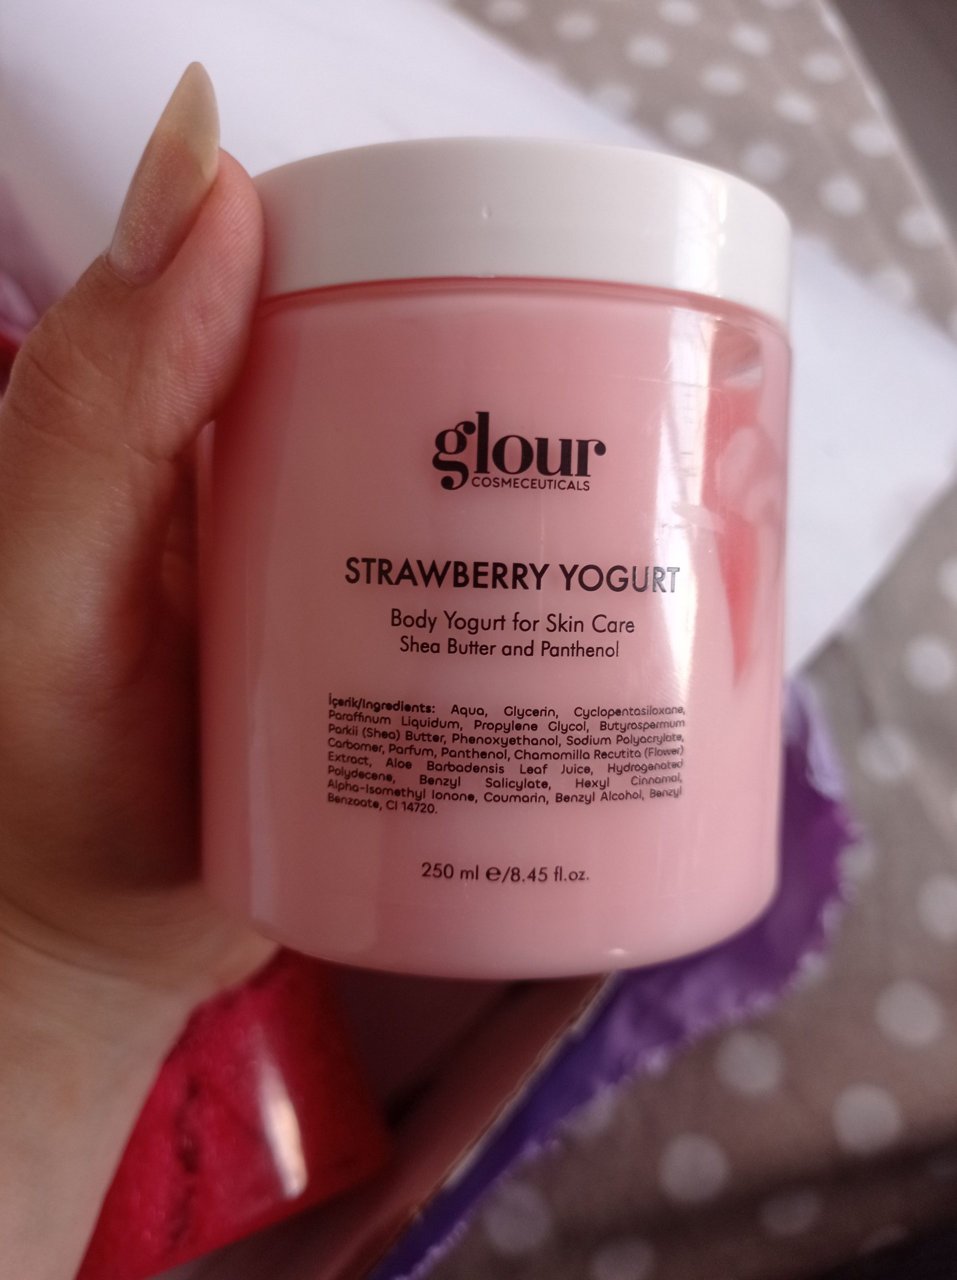 glour
COSMECEUTICALS
STRAWBERRY YOGURT
Body Yogurt for Skin Care
Shea Butter and Panthenol
İçerik/Ingredients: Aqua, Glycerin, Cyclopentasiloxane,
Paraffinum Liquidum, Propylene Glycol, Butyrospermum
Parkii (Shea) Butter, Phenoxyethanol, Sodium Polyacrylate,
Carbomer, Parfum, Panthenol, Chamomilla Recutita (Flower)
Extract, Aloe Barbadensis Leaf Juice, Hydrogenated
Polydecene, Benzyl Salicylate, Hexyl Cinnamal,
Alpha-Isomethyl Ionone, Coumarin, Benzyl Alcohol, Benzyl
Benzoate, CI 14720.
250 ml ℮/8.45 fl.oz.